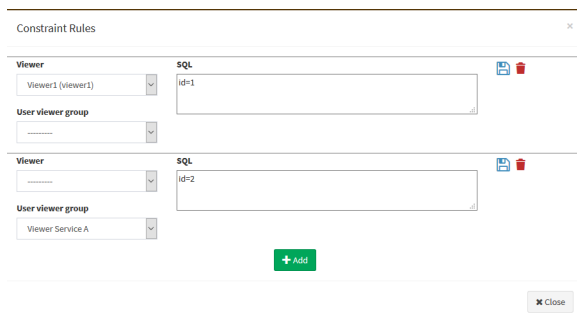 Constraint Rules
×
Viewer SQL
Viewer1 (viewer1) id=1
User viewer group
---------
Viewer SQL
--------- id=2
User viewer group
Viewer Service A
+ Add
✖ Close